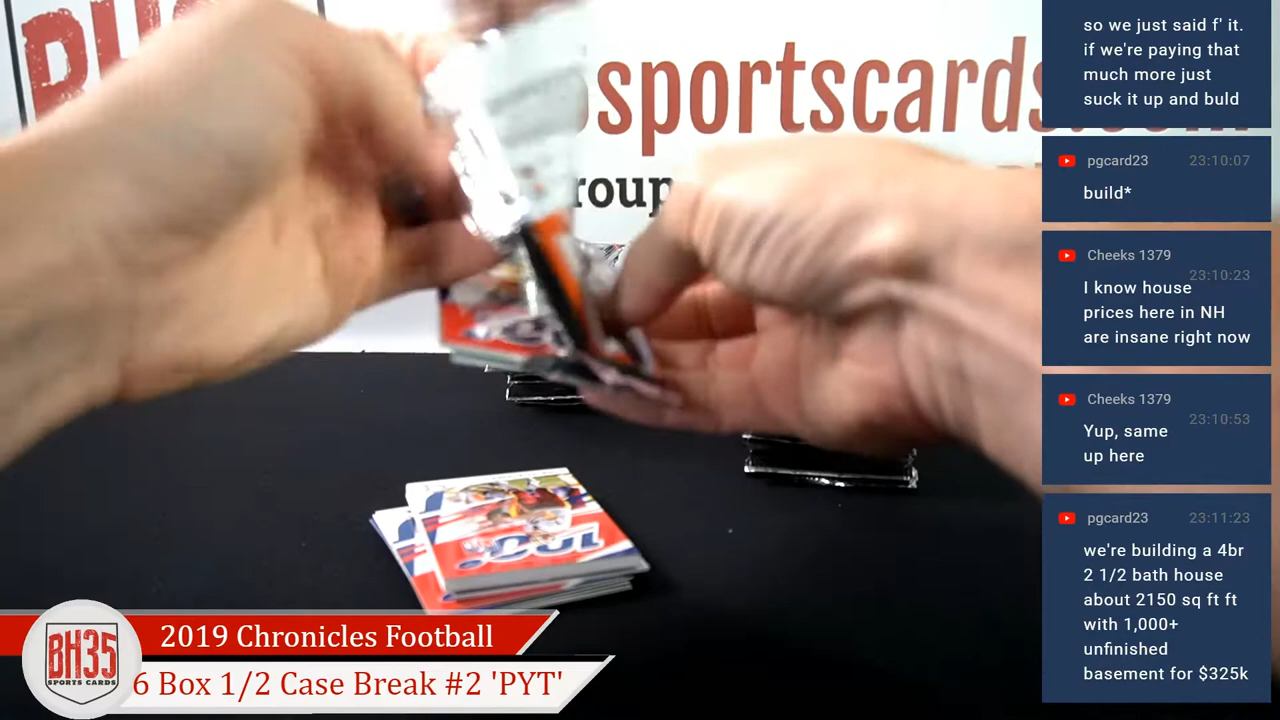 sportscards.com
roup
so we just said f' it.
if we're paying that
much more just
suck it up and buld
pgcard23 23:10:07
build*
Cheeks 1379
23:10:23
I know house
prices here in NH
are insane right now
Cheeks 1379
23:10:53
Yup, same
up here
pgcard23 23:11:23
we're building a 4br
2 1/2 bath house
about 2150 sq ft ft
with 1,000+
unfinished
basement for $325k
2019 Chronicles Football
BH35
SPORTS CARDS
6 Box 1/2 Case Break #2 'PYT'